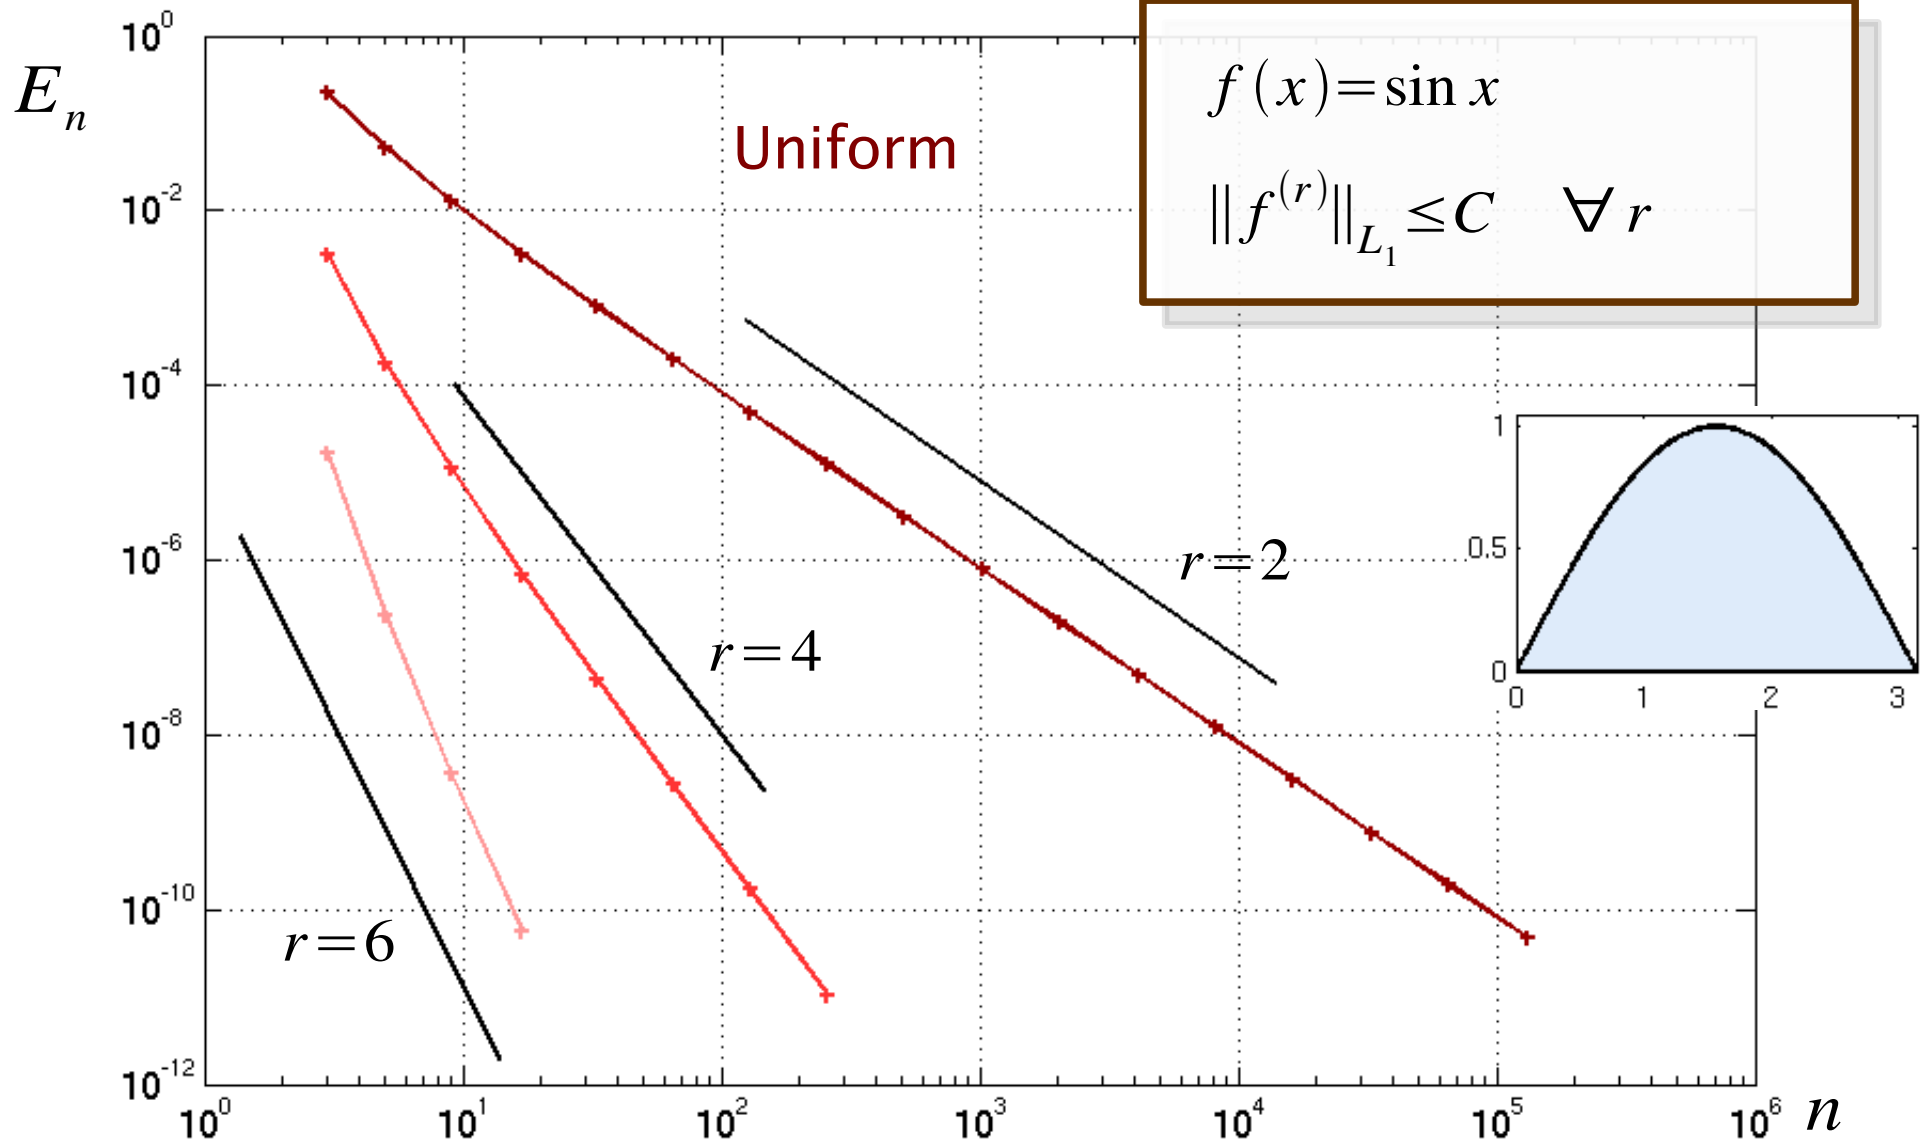 10^0
E_n
f(x)=sin x
Uniform
10^-2
‖f^(r)‖_{L_1} ≤C ∀ r
10^-4
1
r=2
0.5
10^-6
r=4
0
0 1 2 3
10^-8
10^-10
r=6
10^-12
10^0 10^1 10^2 10^3 10^4 10^5 10^6 n